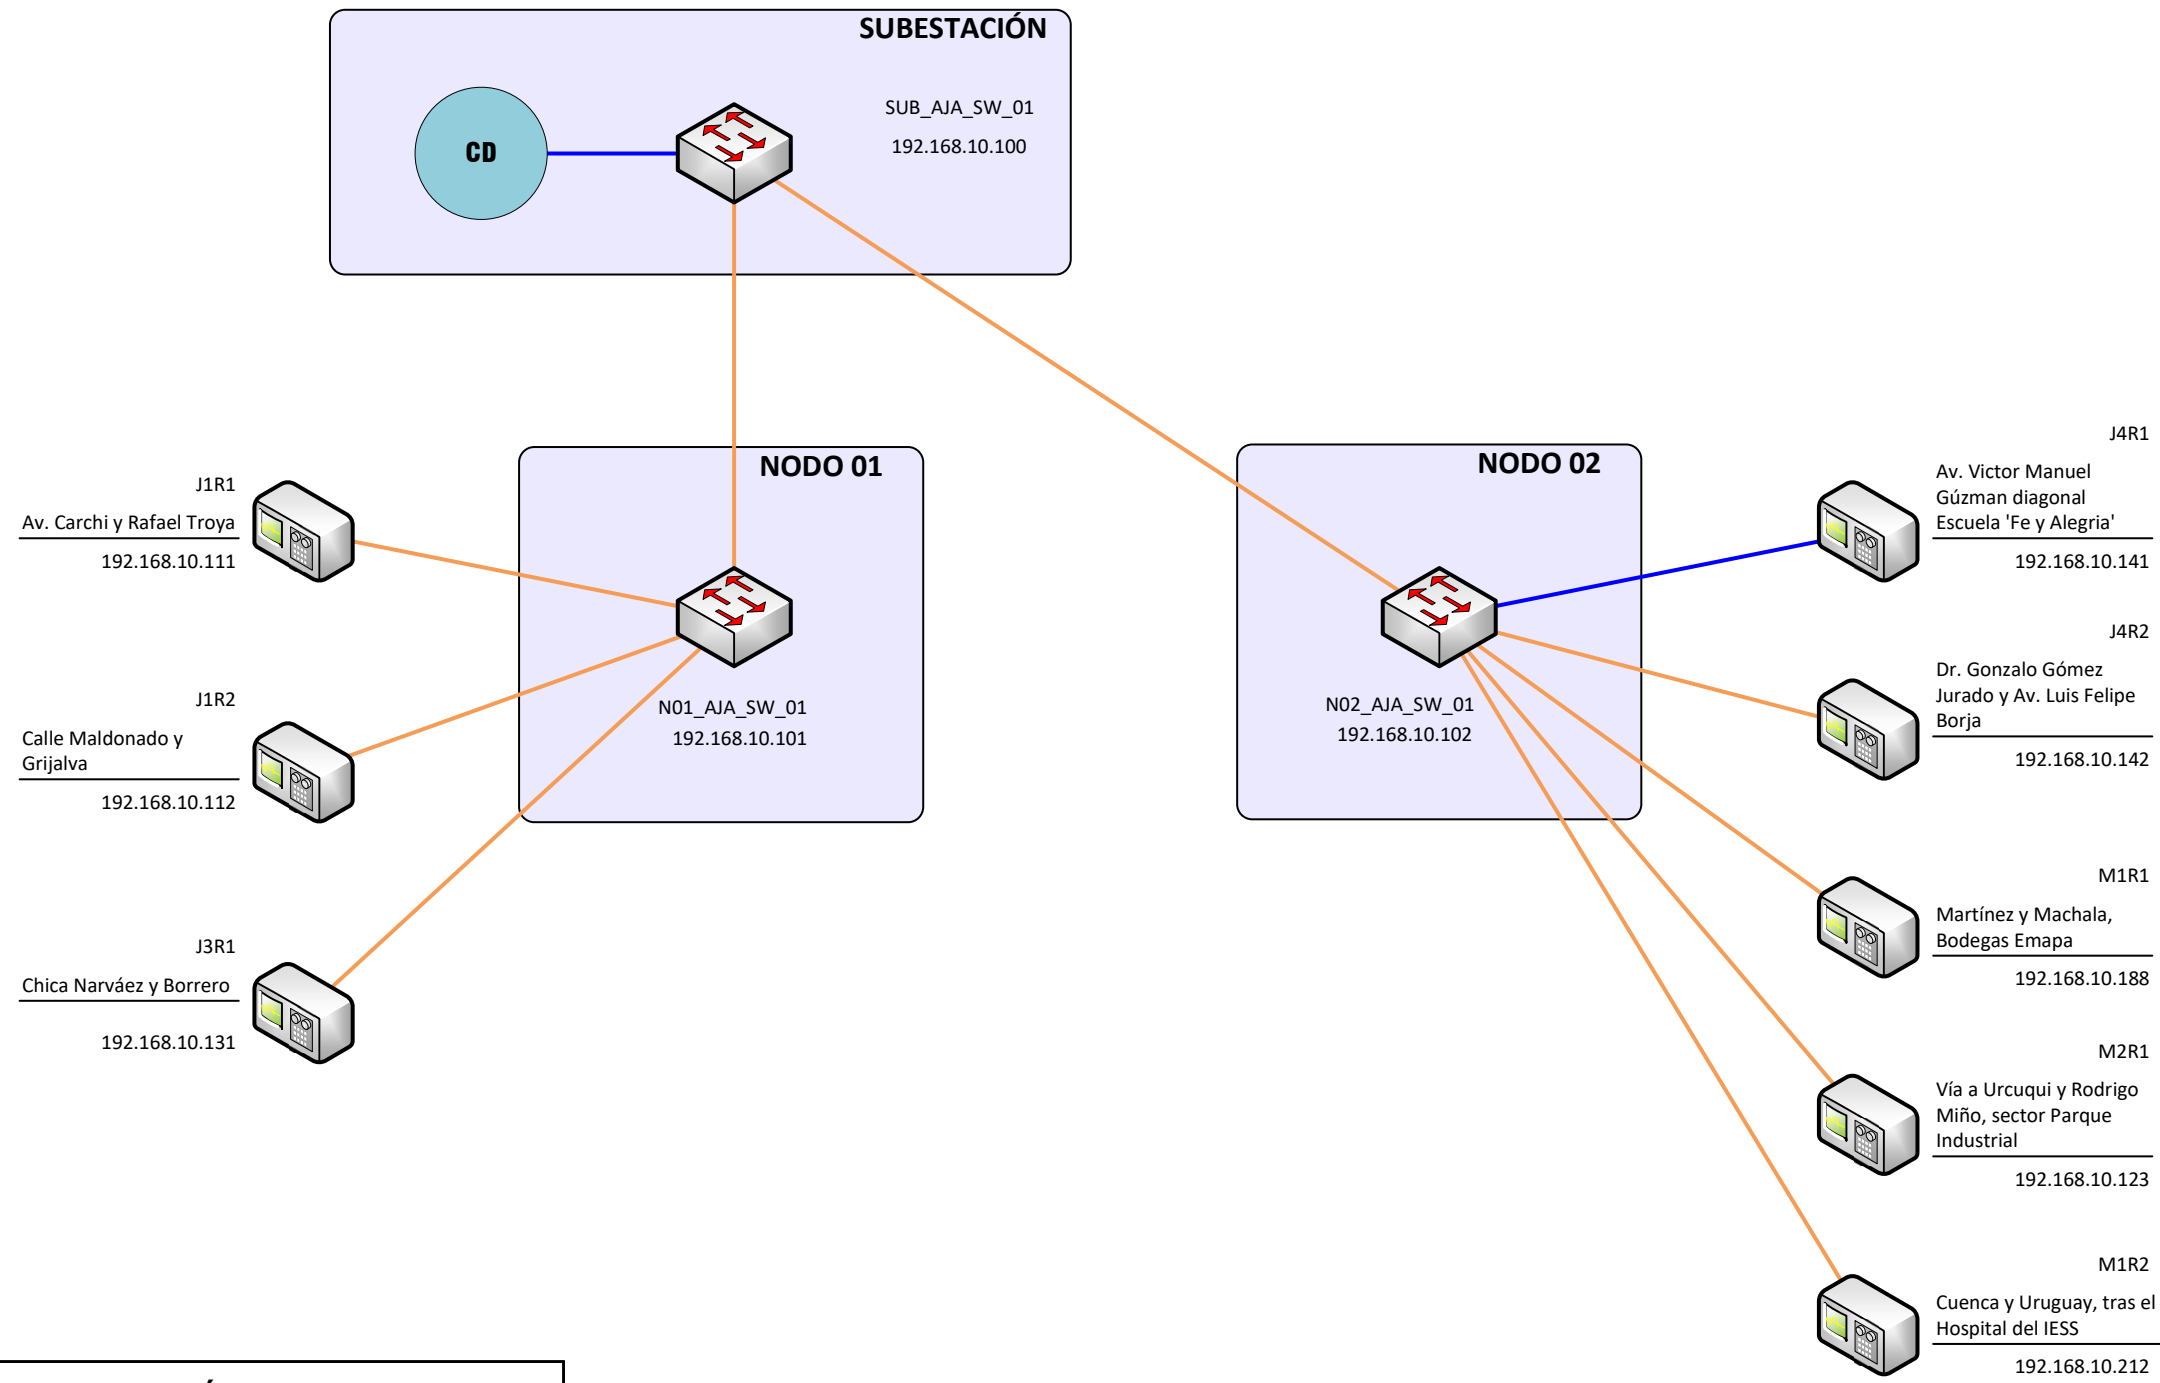 SUBESTACIÓN
CD
SUB_AJA_SW_01
192.168.10.100
NODO 01
N01_AJA_SW_01
192.168.10.101
J1R1
Av. Carchi y Rafael Troya
192.168.10.111
J1R2
Calle Maldonado y
Grijalva
192.168.10.112
J3R1
Chica Narváez y Borrero
192.168.10.131
NODO 02
N02_AJA_SW_01
192.168.10.102
J4R1
Av. Victor Manuel
Gúzman diagonal
Escuela 'Fe y Alegria'
192.168.10.141
J4R2
Dr. Gonzalo Gómez
Jurado y Av. Luis Felipe
Borja
192.168.10.142
M1R1
Martínez y Machala,
Bodegas Emapa
192.168.10.188
M2R1
Vía a Urcuqui y Rodrigo
Miño, sector Parque
Industrial
192.168.10.123
M1R2
Cuenca y Uruguay, tras el
Hospital del IESS
192.168.10.212